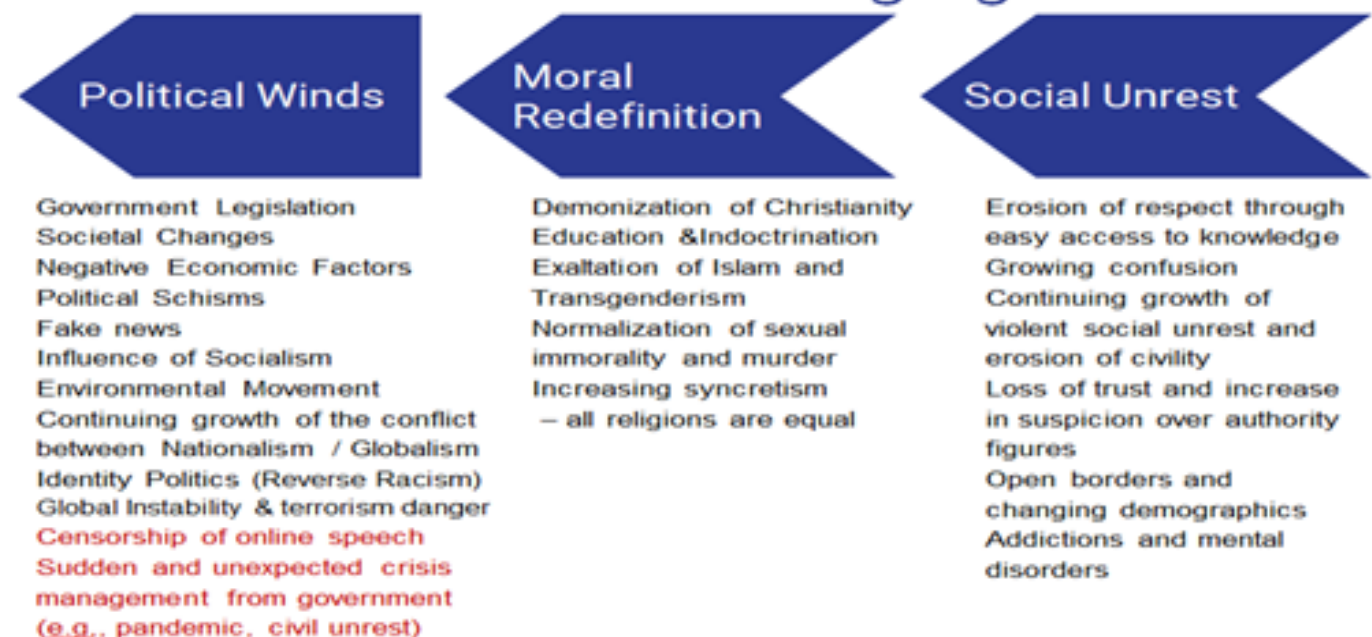 Political Winds
Government Legislation
Societal Changes
Negative Economic Factors
Political Schisms
Fake news
Influence of Socialism
Environmental Movement
Continuing growth of the conflict
between Nationalism / Globalism
Identity Politics (Reverse Racism)
Global Instability & terrorism danger
Censorship of online speech
Sudden and unexpected crisis
management from government
(e.g., pandemic, civil unrest)
Moral
Redefinition
Demonization of Christianity
Education &Indoctrination
Exaltation of Islam and
Transgenderism
Normalization of sexual
immorality and murder
Increasing syncretism
– all religions are equal
Social Unrest
Erosion of respect through
easy access to knowledge
Growing confusion
Continuing growth of
violent social unrest and
erosion of civility
Loss of trust and increase
in suspicion over authority
figures
Open borders and
changing demographics
Addictions and mental
disorders